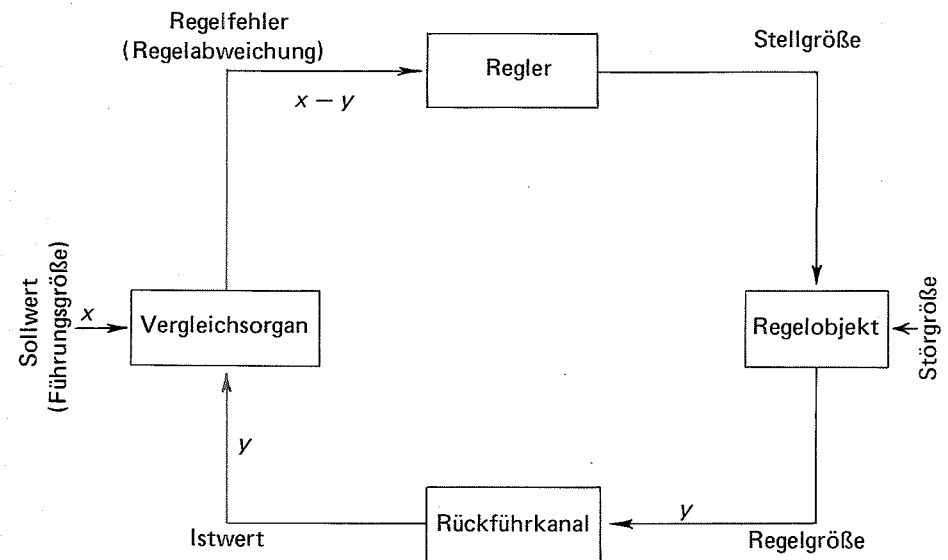 Regelfehler
(Regelabweichung)
Stellgröße
Regler
x – y
Sollwert
(Führungsgröße)
x
Vergleichsorgan
Regelobjekt
Störgröße
y
y
Rückführkanal
Istwert
Regelgröße